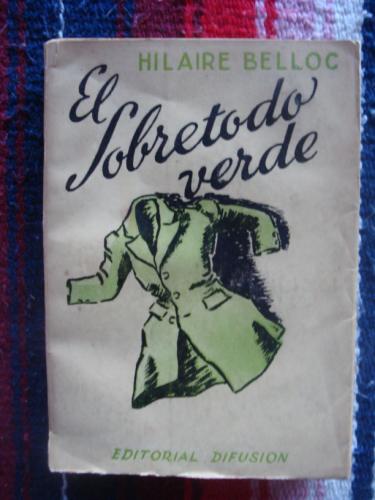 HILAIRE BELLOC
El
Sobretodo
verde
EDITORIAL DIFUSION